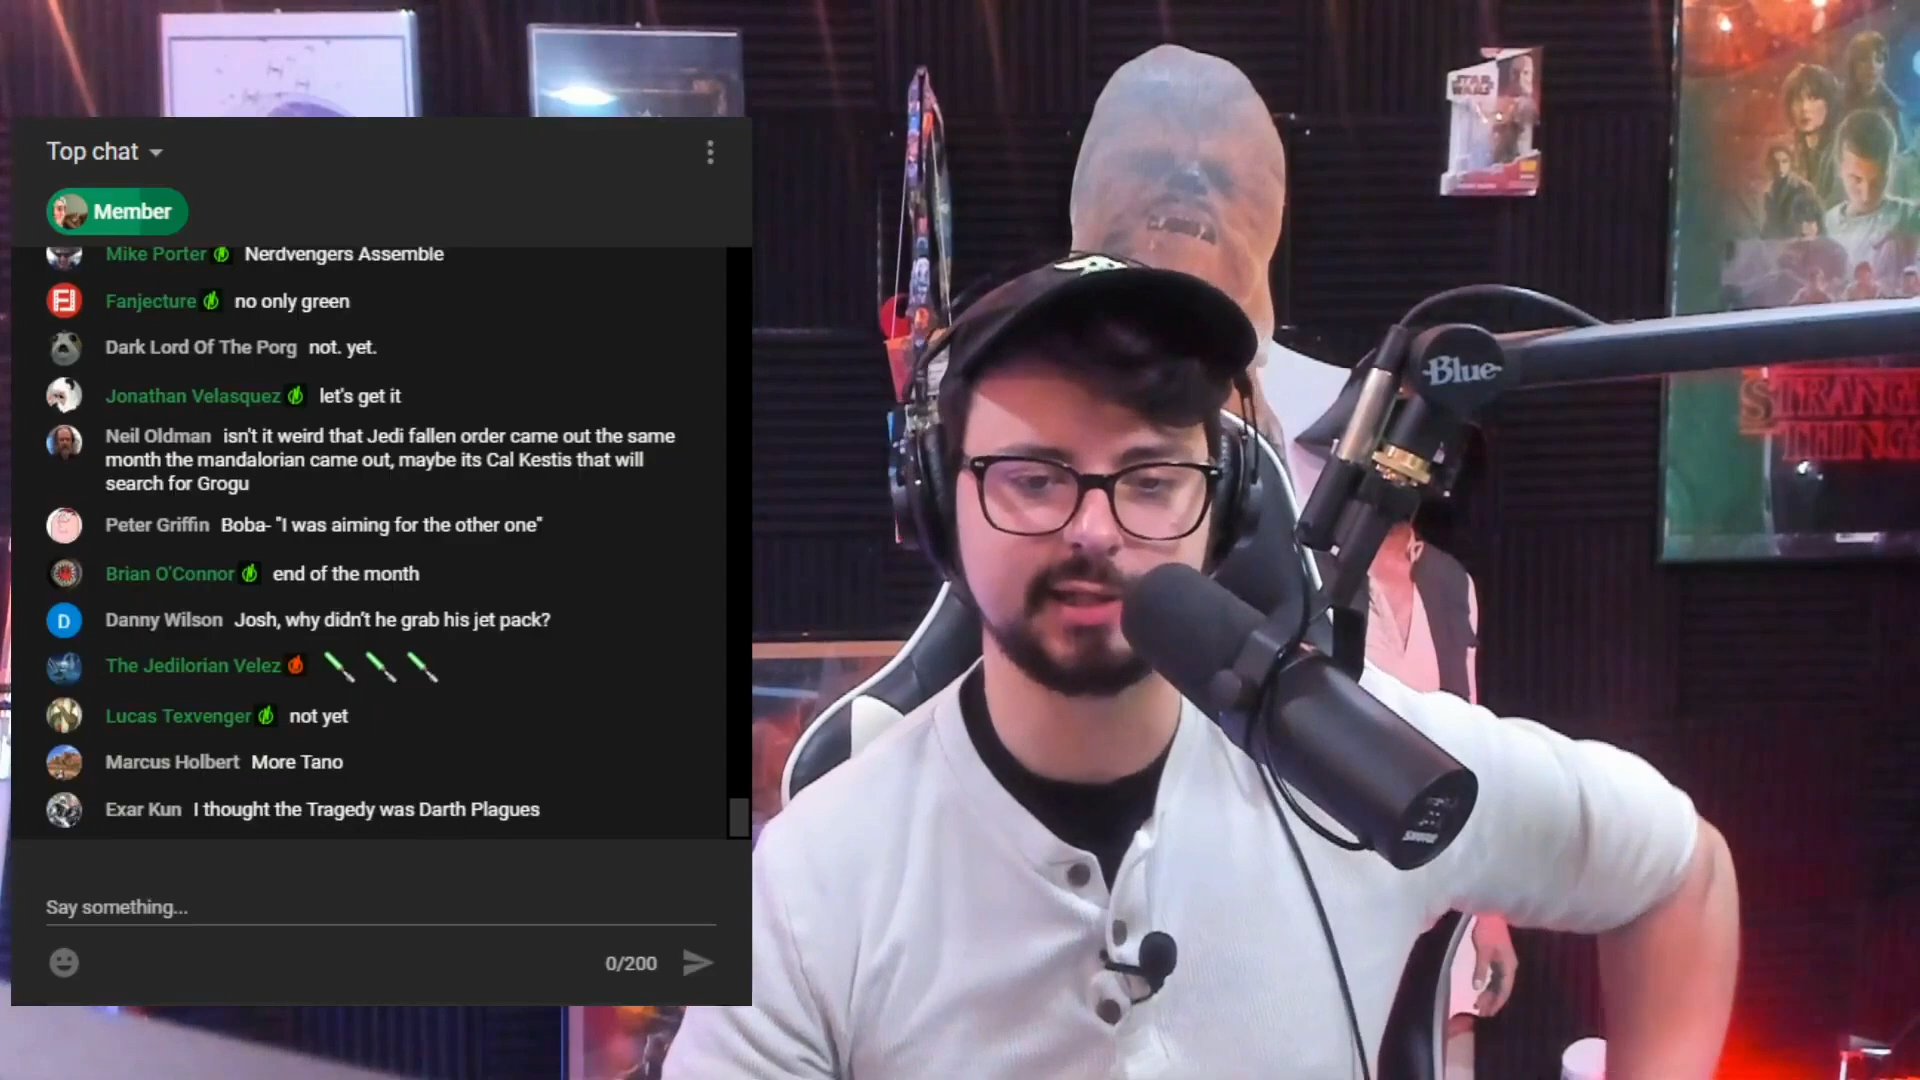 Top chat
Member
Mike Porter Nerdvengers Assemble
Fanjecture no only green
Dark Lord Of The Porg not. yet.
Jonathan Velasquez let's get it
Neil Oldman isn't it weird that Jedi fallen order came out the same
month the mandalorian came out, maybe its Cal Kestis that will
search for Grogu
Peter Griffin Boba- "I was aiming for the other one"
Brian O'Connor end of the month
D
Danny Wilson Josh, why didn't he grab his jet pack?
The Jedilorian Velez
Lucas Texvenger not yet
Marcus Holbert More Tano
Exar Kun I thought the Tragedy was Darth Plagues
Say something...
0/200
STAR
WARS
Blue
STRANG
THING
SHURE